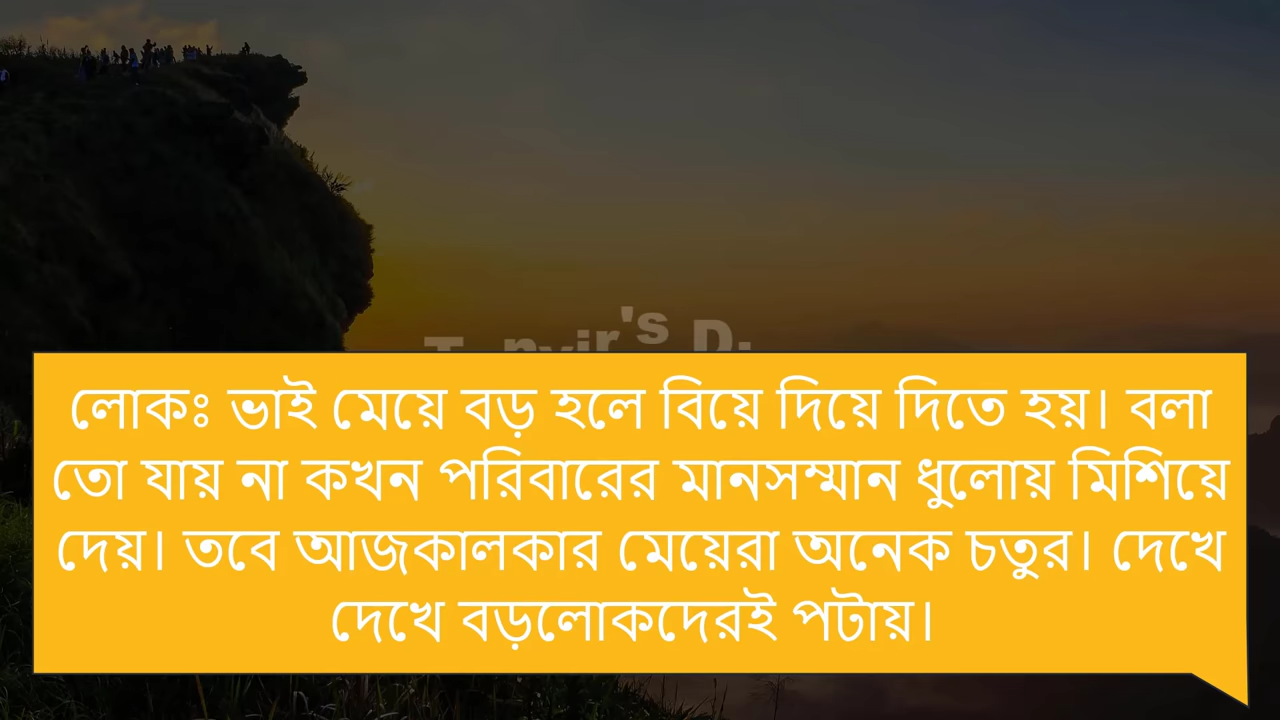 লোকঃ ভাই মেয়ে বড় হলে বিয়ে দিয়ে দিতে হয়। বলা
তো যায় না কখন পরিবারের মানসম্মান ধুলোয় মিশিয়ে
দেয়। তবে আজকালকার মেয়েরা অনেক চতুর। দেখে
দেখে বড়লোকদেরই পটায়।